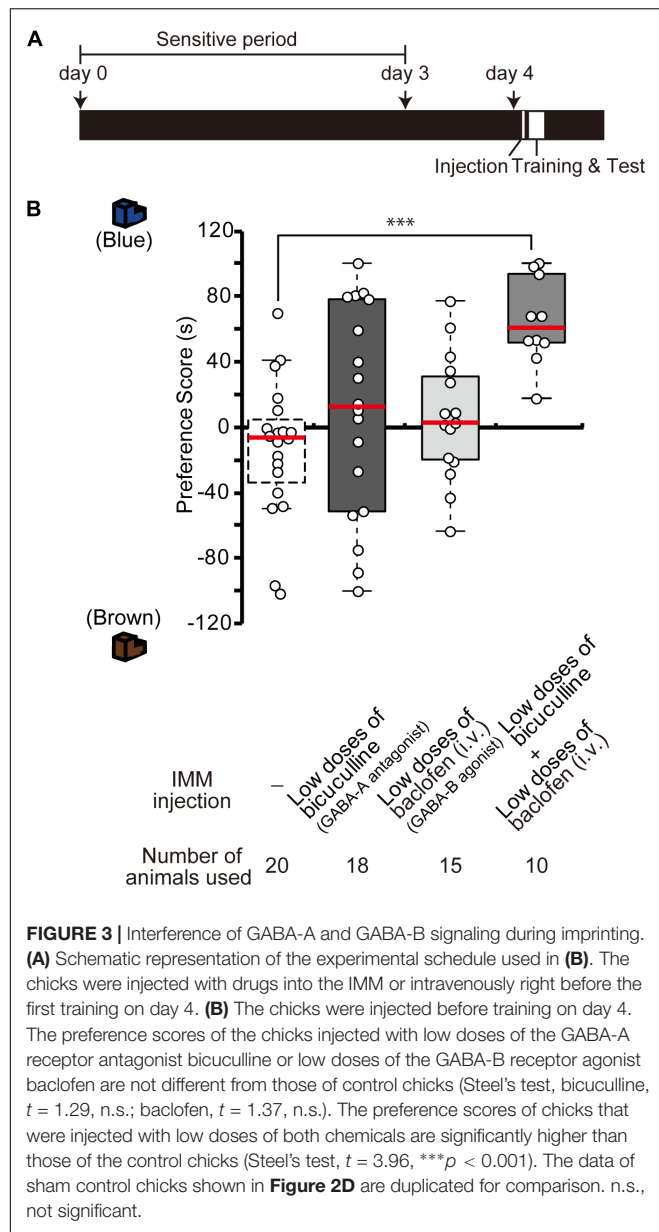 A
Sensitive period
day 0
day 3
day 4
Injection Training & Test
B
(Blue)
***
120
80
40
0
-40
-80
-120
Preference Score (s)
(Brown)
IMM
injection
–
Low doses of
bicuculline
(GABA-A antagonist)
Low doses of
baclofen (i.v.)
(GABA-B agonist)
Low doses of
bicuculline
+
Low doses of
baclofen (i.v.)
Number of
animals used
20 18 15 10
FIGURE 3 | Interference of GABA-A and GABA-B signaling during imprinting.
(A) Schematic representation of the experimental schedule used in (B). The
chicks were injected with drugs into the IMM or intravenously right before the
first training on day 4. (B) The chicks were injected before training on day 4.
The preference scores of the chicks injected with low doses of the GABA-A
receptor antagonist bicuculline or low doses of the GABA-B receptor agonist
baclofen are not different from those of control chicks (Steel's test, bicuculline,
t = 1.29, n.s.; baclofen, t = 1.37, n.s.). The preference scores of chicks that
were injected with low doses of both chemicals are significantly higher than
those of the control chicks (Steel's test, t = 3.96, ***p < 0.001). The data of
sham control chicks shown in Figure 2D are duplicated for comparison. n.s.,
not significant.